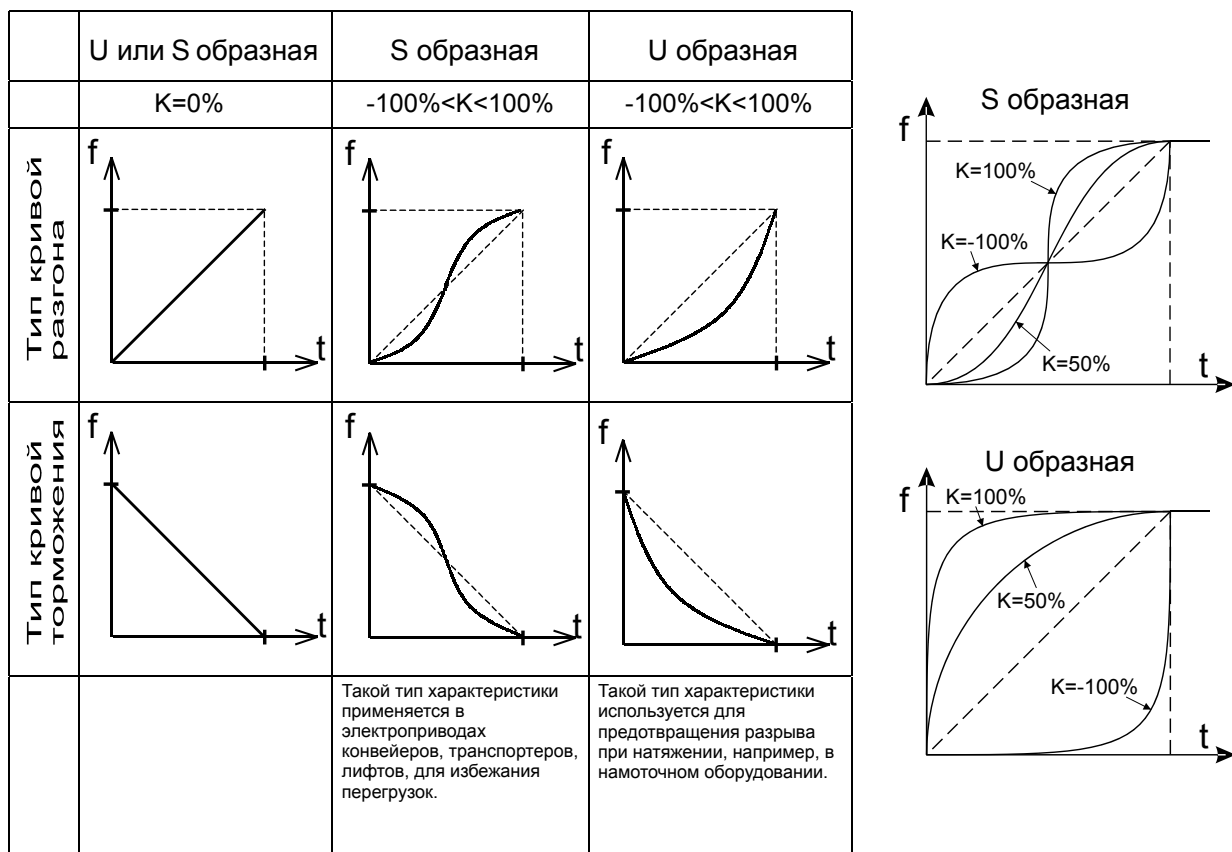 U или S образная
S образная
U образная
K=0%
-100%<K<100%
-100%<K<100%
Тип кривой
разгона
f
t
f
t
f
t
Тип кривой
торможения
f
t
f
t
f
t
Такой тип характеристики
применяется в
электроприводах
конвейеров, транспортеров,
лифтов, для избежания
перегрузок.
Такой тип характеристики
используется для
предотвращения разрыва
при натяжении, например, в
намоточном оборудовании.
S образная
f
K=100%
K=-100%
K=50%
t
U образная
f
K=100%
K=50%
K=-100%
t